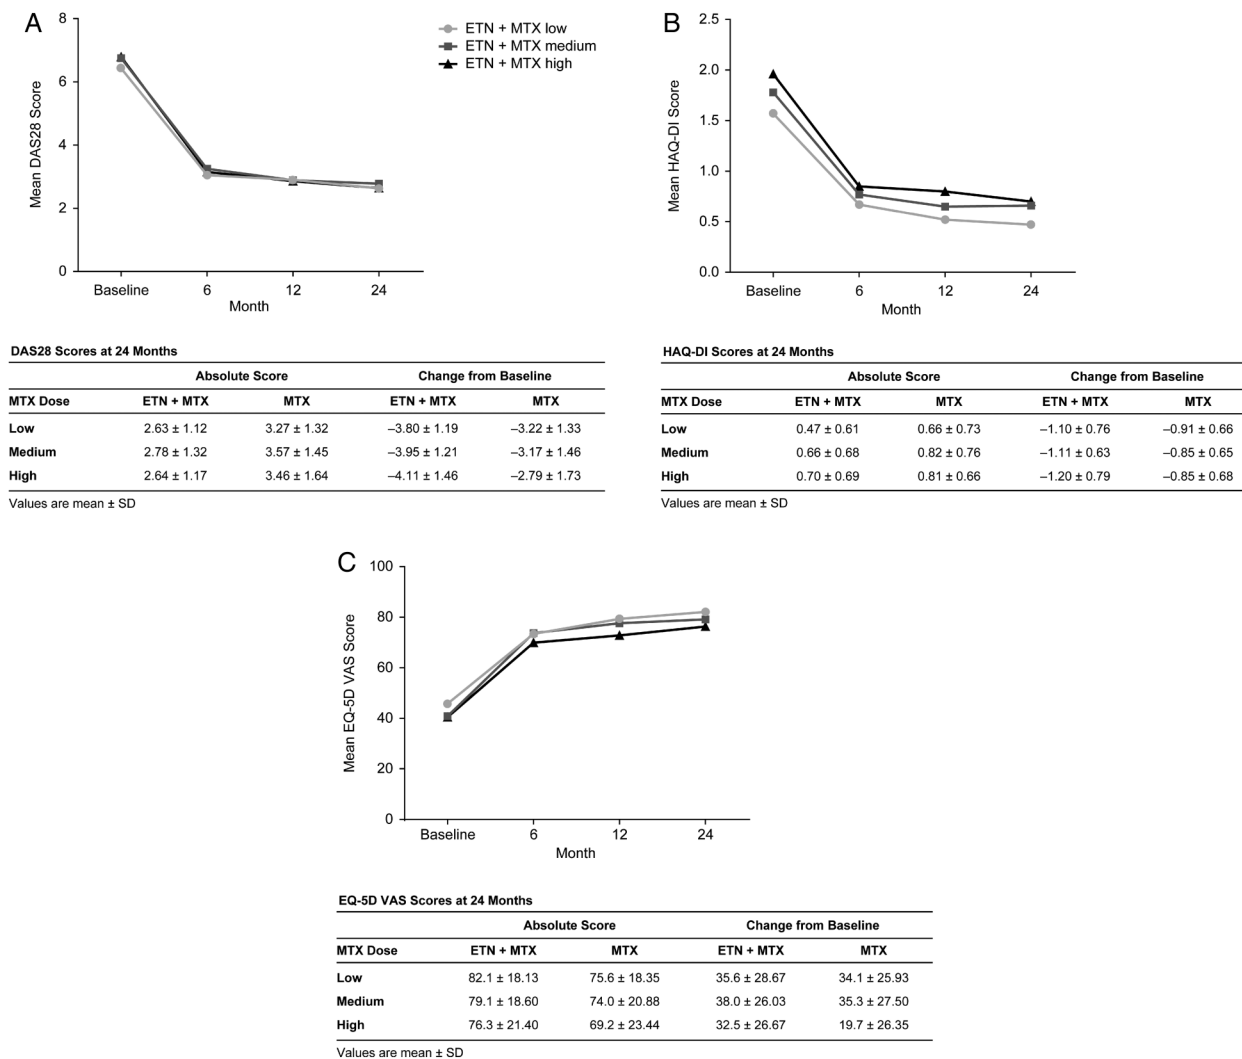 A
ETN + MTX low
ETN + MTX medium
ETN + MTX high
8
6
4
2
0
Mean DAS28 Score
Baseline 6 12 24
Month
DAS28 Scores at 24 Months
Absolute Score Change from Baseline
MTX Dose ETN + MTX MTX ETN + MTX MTX
Low 2.63 ± 1.12 3.27 ± 1.32 –3.80 ± 1.19 –3.22 ± 1.33
Medium 2.78 ± 1.32 3.57 ± 1.45 –3.95 ± 1.21 –3.17 ± 1.46
High 2.64 ± 1.17 3.46 ± 1.64 –4.11 ± 1.46 –2.79 ± 1.73
Values are mean ± SD
B
2.5
2.0
1.5
1.0
0.5
0.0
Mean HAQ-DI Score
Baseline 6 12 24
Month
HAQ-DI Scores at 24 Months
Absolute Score Change from Baseline
MTX Dose ETN + MTX MTX ETN + MTX MTX
Low 0.47 ± 0.61 0.66 ± 0.73 –1.10 ± 0.76 –0.91 ± 0.66
Medium 0.66 ± 0.68 0.82 ± 0.76 –1.11 ± 0.63 –0.85 ± 0.65
High 0.70 ± 0.69 0.81 ± 0.66 –1.20 ± 0.79 –0.85 ± 0.68
Values are mean ± SD
C
100
80
60
40
20
0
Mean EQ-5D VAS Score
Baseline 6 12 24
Month
EQ-5D VAS Scores at 24 Months
Absolute Score Change from Baseline
MTX Dose ETN + MTX MTX ETN + MTX MTX
Low 82.1 ± 18.13 75.6 ± 18.35 35.6 ± 28.67 34.1 ± 25.93
Medium 79.1 ± 18.60 74.0 ± 20.88 38.0 ± 26.03 35.3 ± 27.50
High 76.3 ± 21.40 69.2 ± 23.44 32.5 ± 26.67 19.7 ± 26.35
Values are mean ± SD